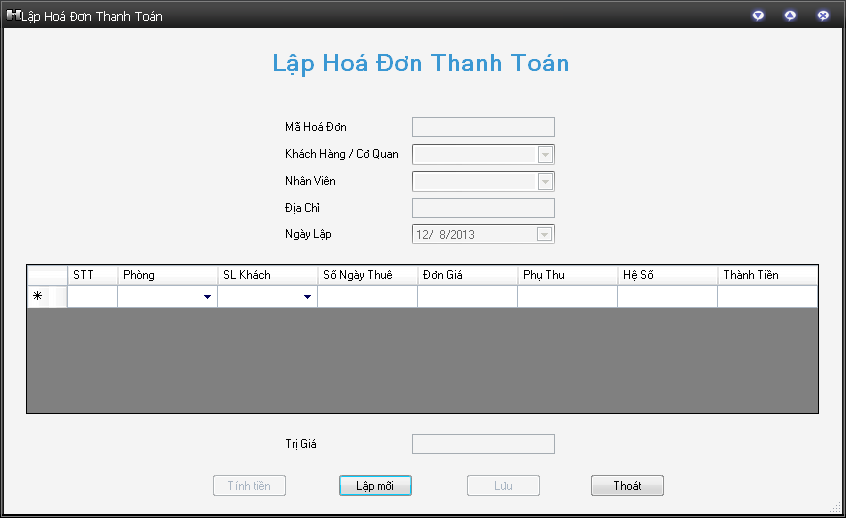 Lập Hoá Đơn Thanh Toán
Lập Hoá Đơn Thanh Toán
Mã Hoá Đơn
Khách Hàng / Cơ Quan
Nhân Viên
Địa Chỉ
Ngày Lập 12/ 8/2013
STT Phòng SL Khách Số Ngày Thuê Đơn Giá Phụ Thu Hệ Số Thành Tiền
Trị Giá
Tính tiền Lập mới Lưu Thoát